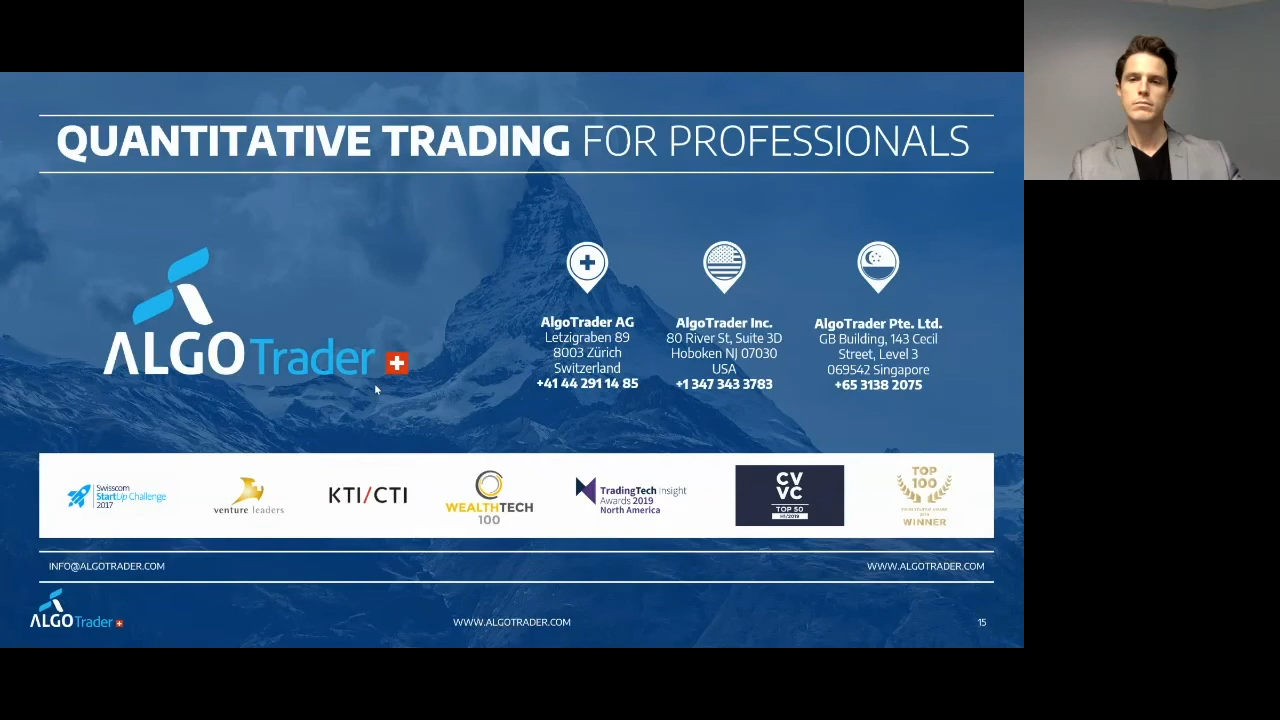 QUANTITATIVE TRADING FOR PROFESSIONALS
ALGO Trader
AlgoTrader AG
Letzigraben 89
8003 Zürich
Switzerland
+41 44 291 14 85
AlgoTrader Inc.
80 River St, Suite 3D
Hoboken NJ 07030
USA
+1 347 343 3783
AlgoTrader Pte. Ltd.
GB Building, 143 Cecil
Street, Level 3
069542 Singapore
+65 3138 2075
Swisscom
StartUp Challenge
2017
venture leaders
KTI/CTI
WEALTHTECH
100
TradingTech Insight
Awards 2019
North America
CV
VC
TOP 50
H1/2019
TOP
100
WINNER
INFO@ALGOTRADER.COM
WWW.ALGOTRADER.COM
ALGO Trader
WWW.ALGOTRADER.COM
15